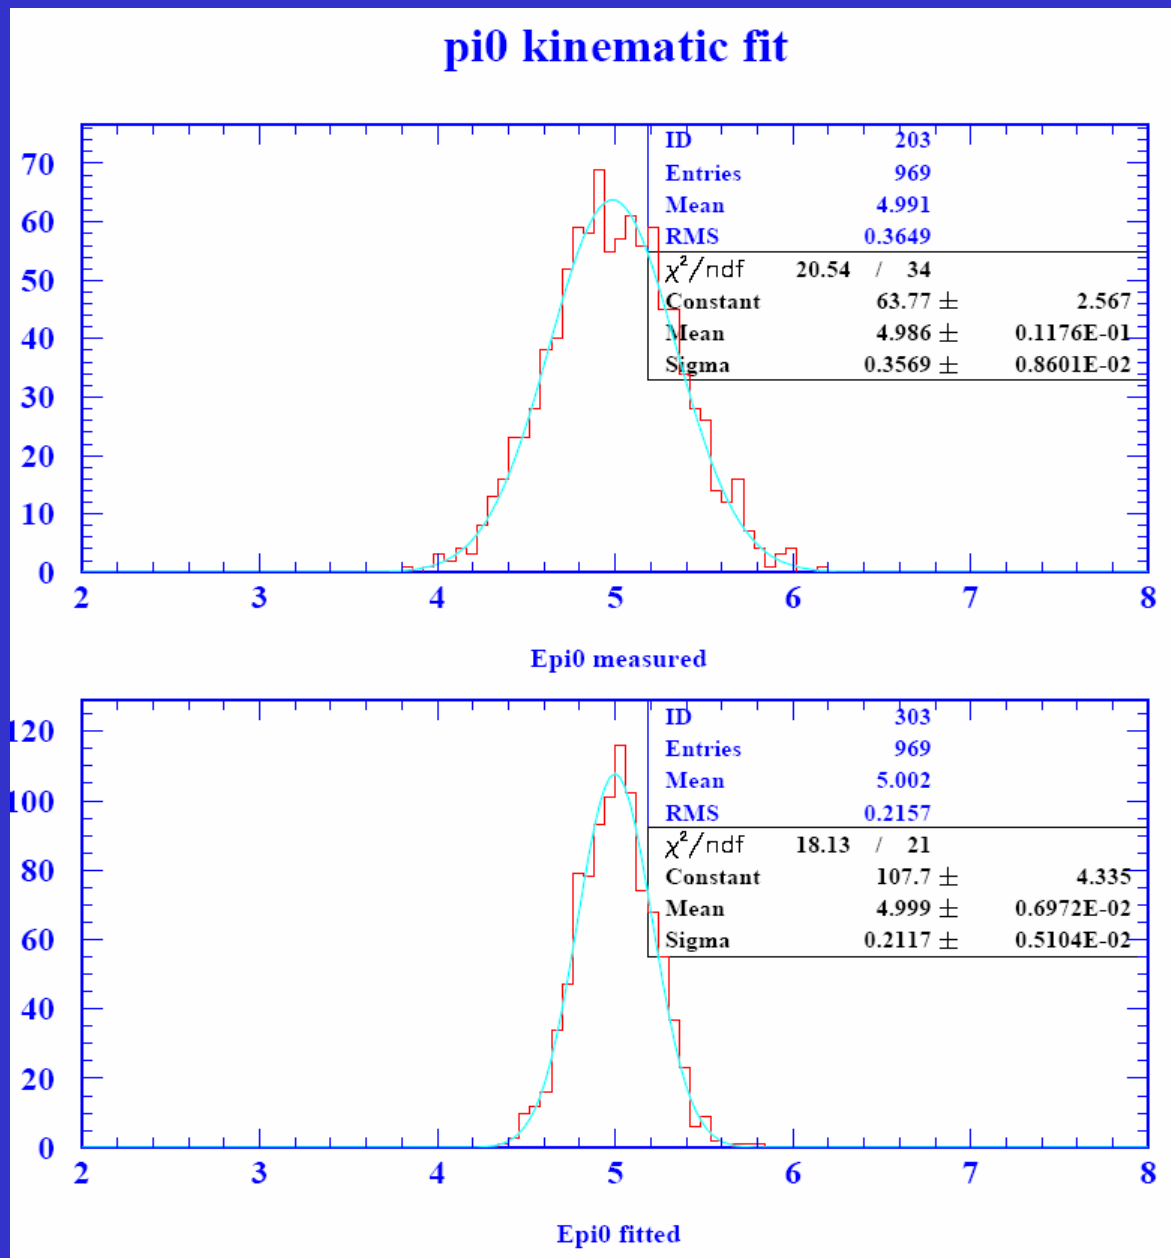 pi0 kinematic fit
ID 203
Entries 969
Mean 4.991
RMS 0.3649
χ²/ndf 20.54 / 34
Constant 63.77 ± 2.567
Mean 4.986 ± 0.1176E-01
Sigma 0.3569 ± 0.8601E-02
70
60
50
40
30
20
10
0
2 3 4 5 6 7 8
Epi0 measured
ID 303
Entries 969
Mean 5.002
RMS 0.2157
χ²/ndf 18.13 / 21
Constant 107.7 ± 4.335
Mean 4.999 ± 0.6972E-02
Sigma 0.2117 ± 0.5104E-02
120
100
80
60
40
20
0
2 3 4 5 6 7 8
Epi0 fitted